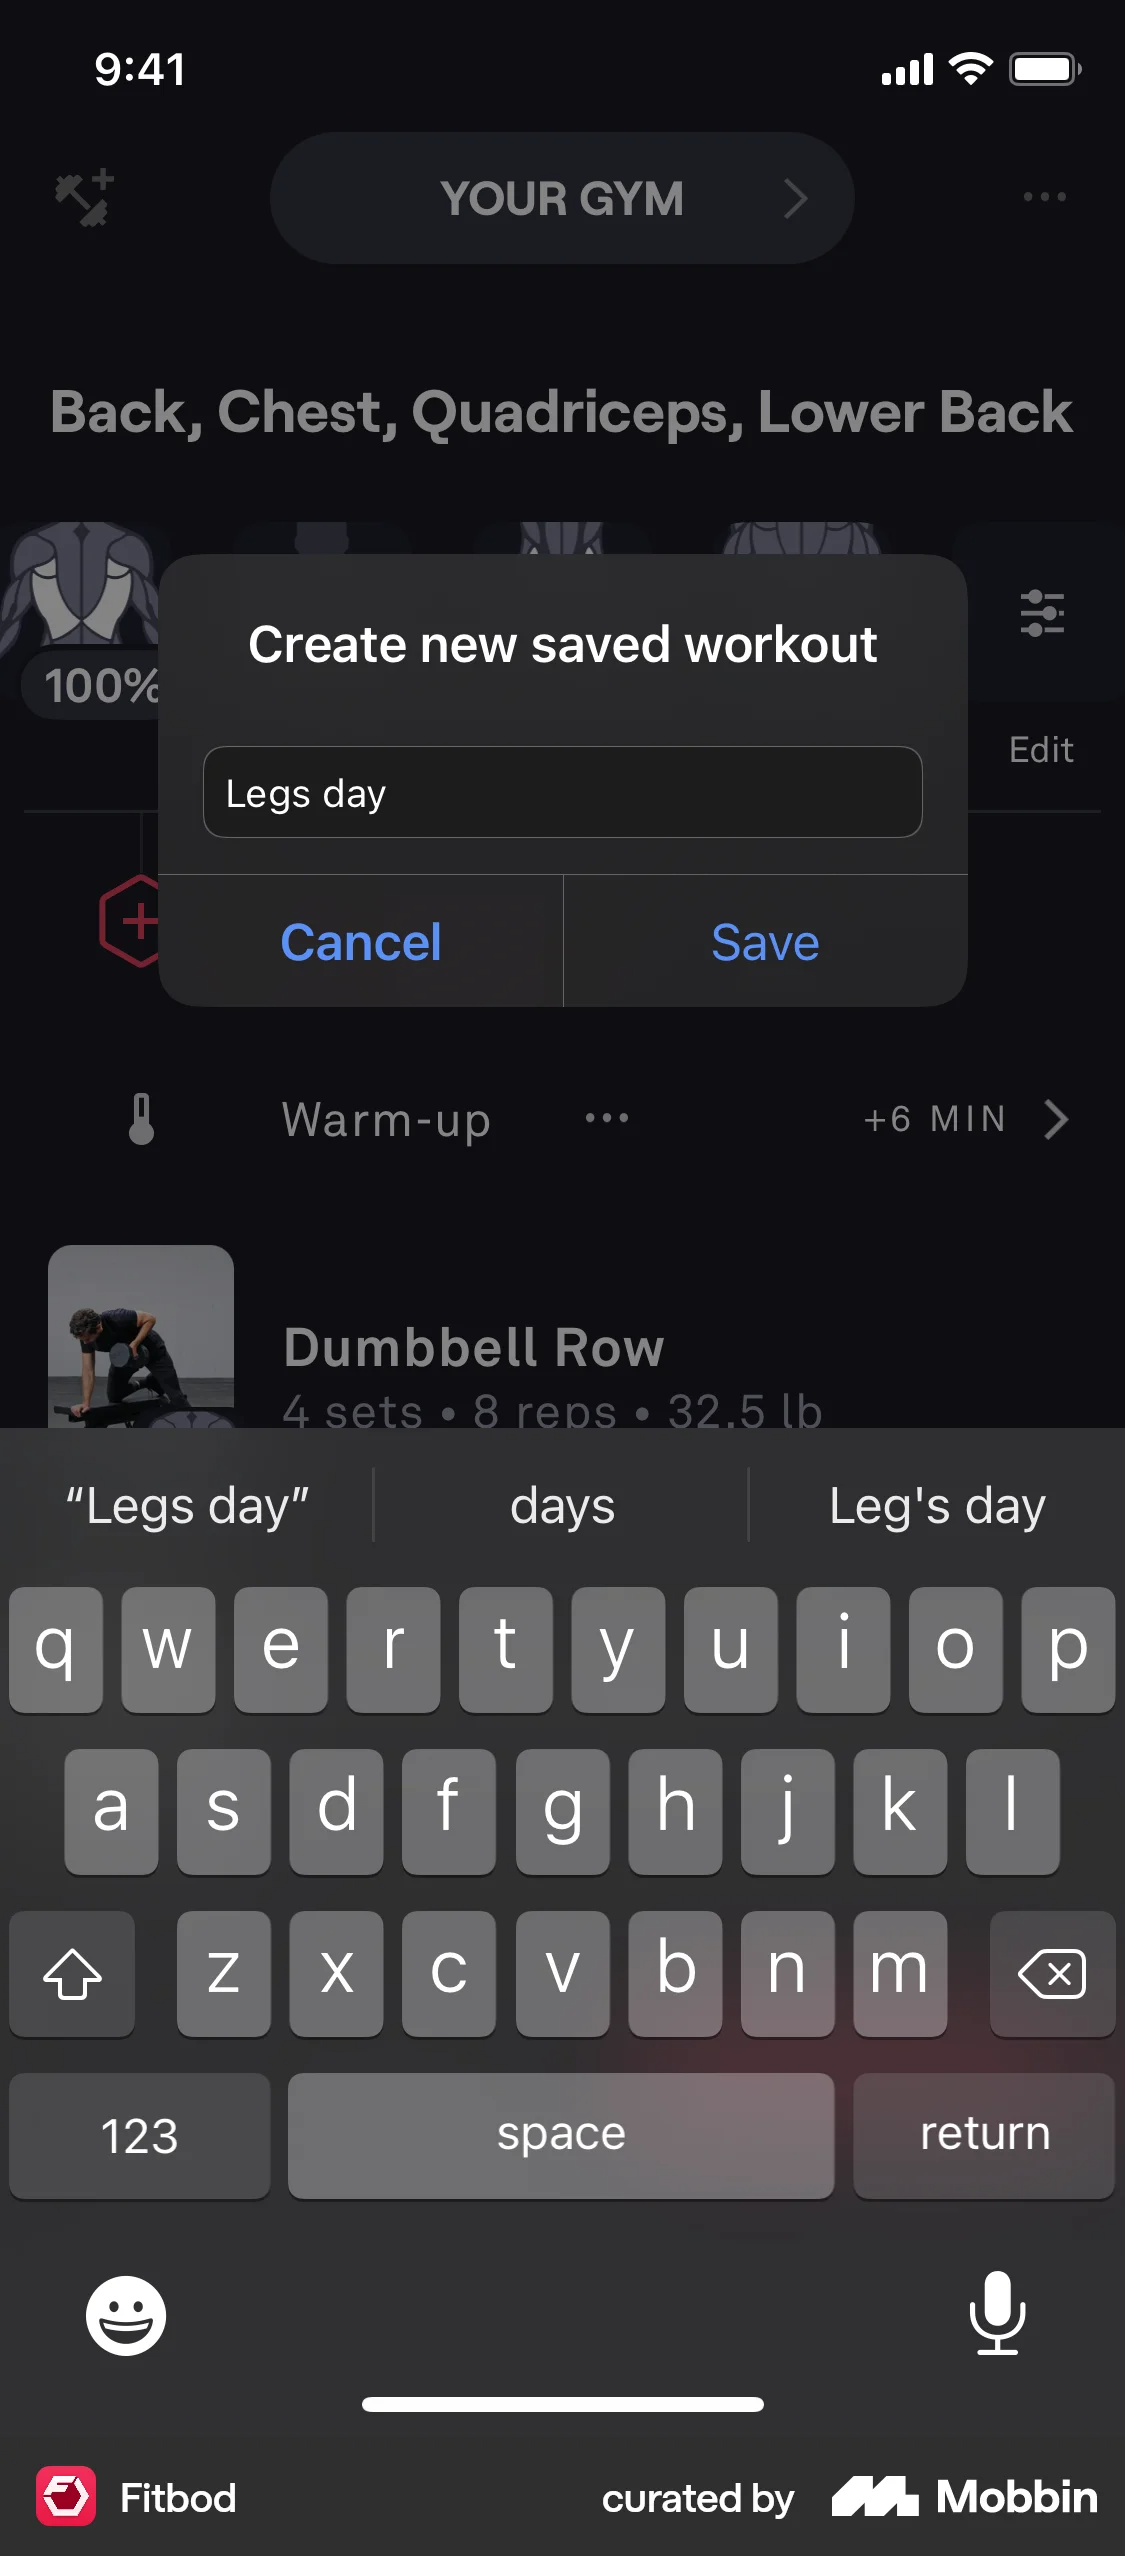 9:41
YOUR GYM
Back, Chest, Quadriceps, Lower Back
100%
Create new saved workout
Legs day
Edit
Cancel Save
Warm-up ... +6 MIN
Dumbbell Row
4 sets • 8 reps • 32.5 lb
“Legs day” days Leg's day
q w e r t y u i o p
a s d f g h j k l
z x c v b n m
123 space return
Fitbod curated by Mobbin